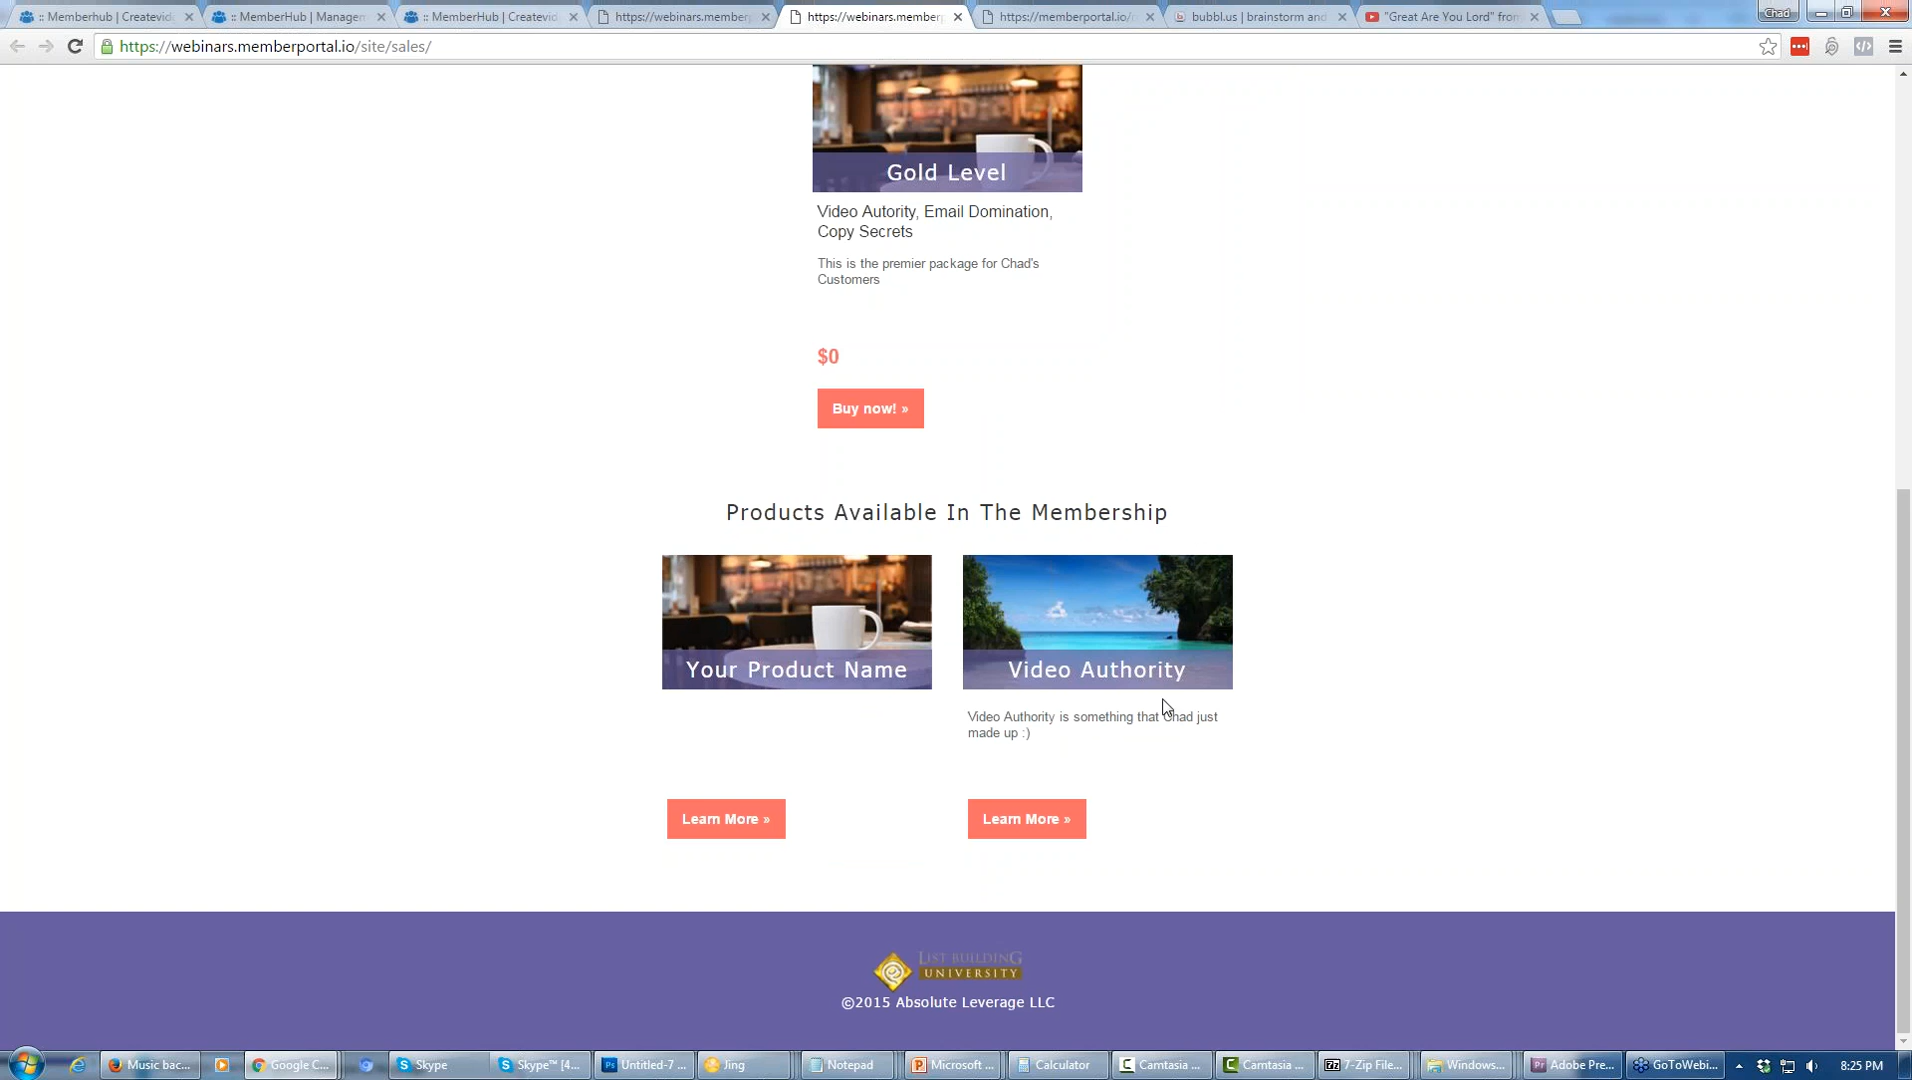 :: Memberhub | Createvid
:: MemberHub | Managem
:: MemberHub | Createvid
https://webinars.member
https://webinars.member
https://memberportal.io/
bubbl.us | brainstorm and
"Great Are You Lord" from
Chad
https://webinars.memberportal.io/site/sales/
Gold Level
Video Autority, Email Domination,
Copy Secrets
This is the premier package for Chad's
Customers
$0
Buy now! »
Products Available In The Membership
Your Product Name
Video Authority
Video Authority is something that Chad just
made up :)
Learn More »
Learn More »
LIST BUILDING
UNIVERSITY
©2015 Absolute Leverage LLC
Music bac...
Google C...
Skype
Skype™ [4...
Untitled-7 ...
Jing
Notepad
Microsoft ...
Calculator
Camtasia ...
Camtasia ...
7-Zip File...
Windows...
Adobe Pre...
GoToWebi...
8:25 PM